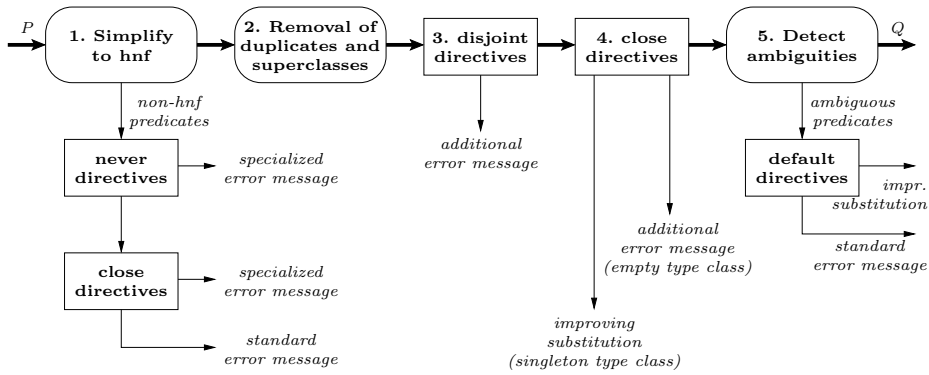 P
1. Simplify
to hnf
2. Removal of
duplicates and
superclasses
3. disjoint
directives
4. close
directives
5. Detect
ambiguities
Q
non-hnf
predicates
never
directives
specialized
error message
close
directives
specialized
error message
standard
error message
additional
error message
additional
error message
(empty type class)
improving
substitution
(singleton type class)
ambiguous
predicates
default
directives
impr.
substitution
standard
error message